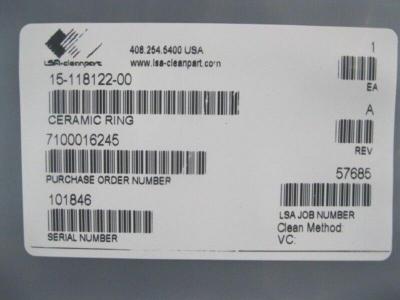 LSA-cleanpart
408.254.5400 USA
www.lsa-cleanpart.com
1
EA
15-118122-00
CERAMIC RING
A
REV
7100016245
PURCHASE ORDER NUMBER
57685
LSA JOB NUMBER
101846
SERIAL NUMBER
Clean Method:
VC: